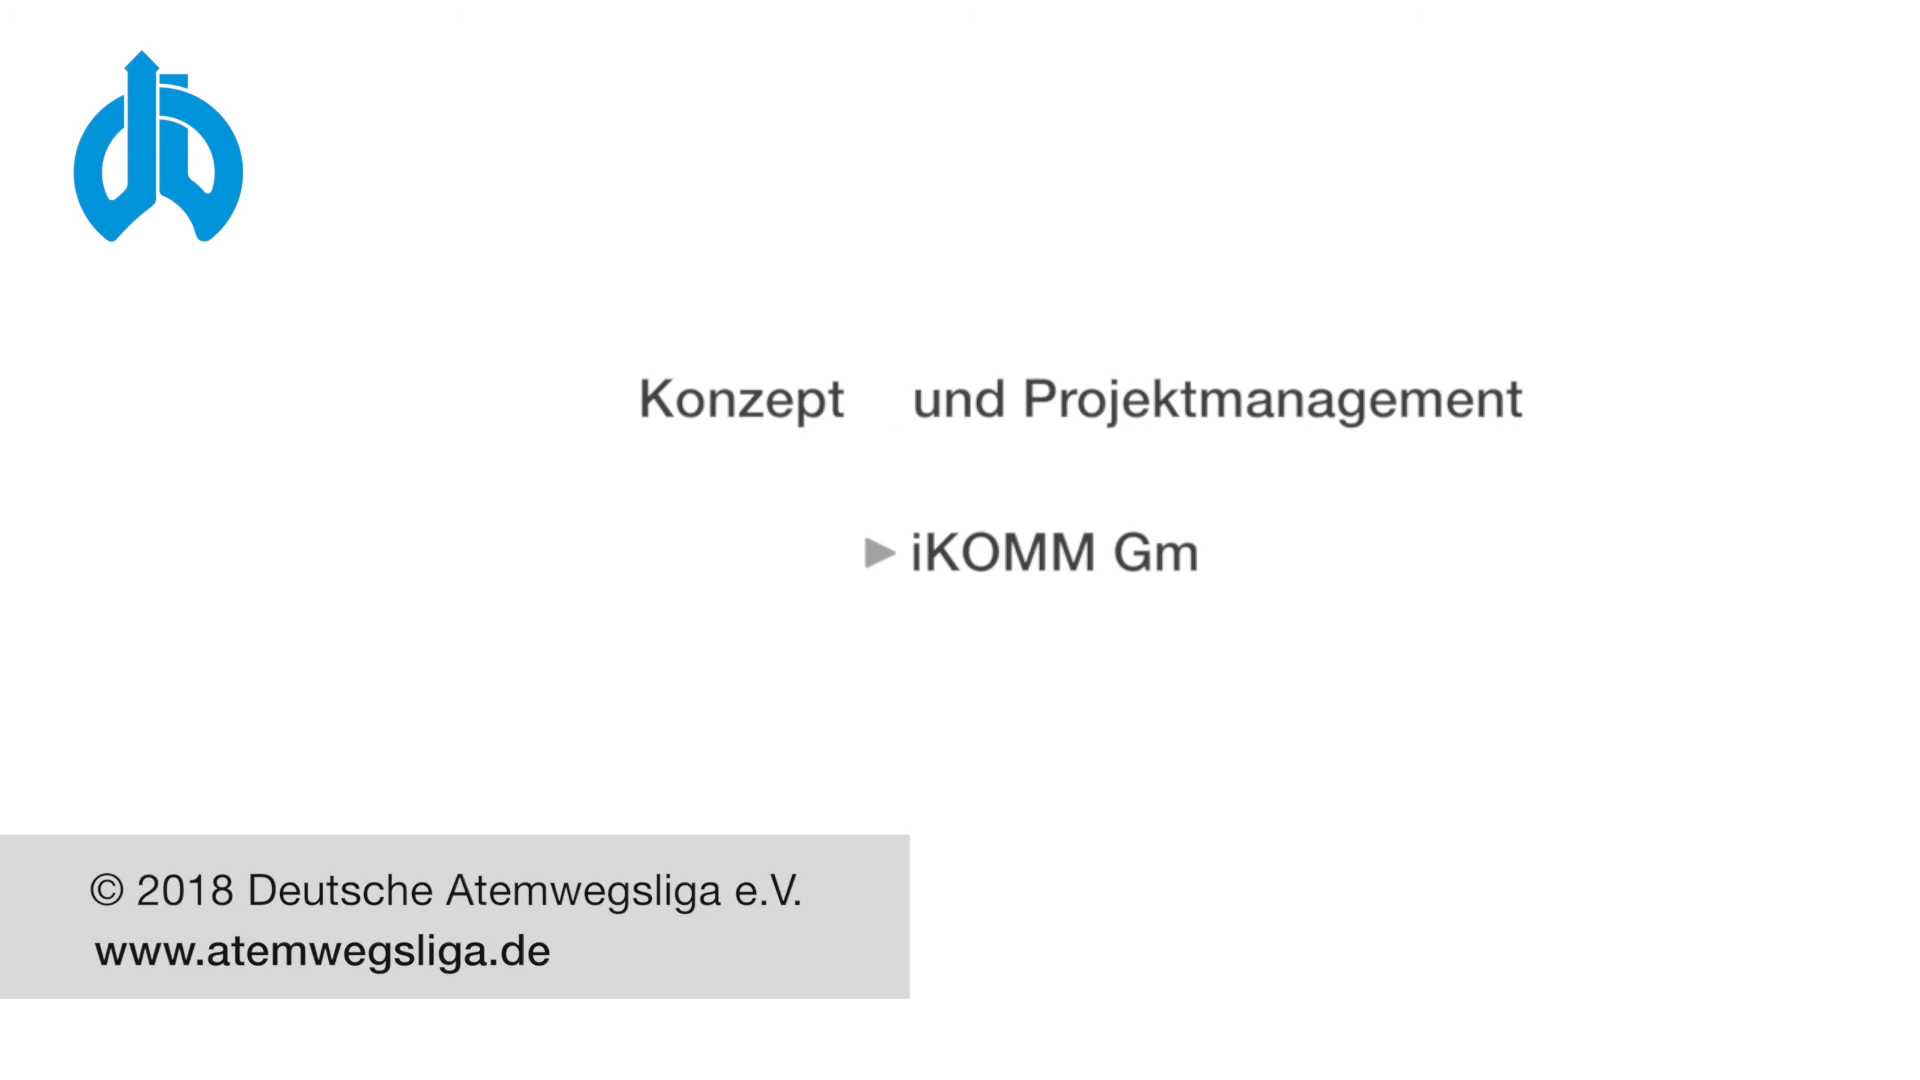 Konzept und Projektmanagement
▶ iKOMM Gm
© 2018 Deutsche Atemwegsliga e.V.
www.atemwegsliga.de